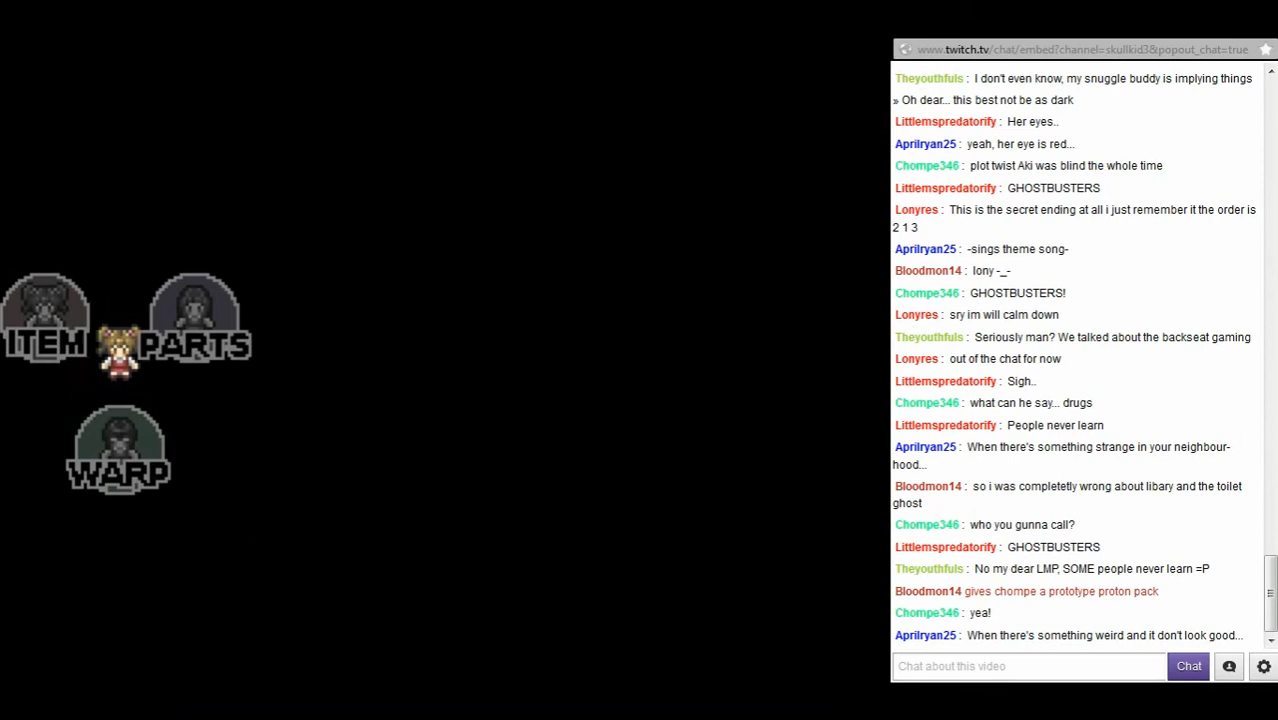 ITEM
PARTS
WARP
www.twitch.tv/chat/embed?channel=skullkid3&popout_chat=true
Theyouthfuls : I don't even know, my snuggle buddy is implying things
» Oh dear... this best not be as dark
Littlemspredatorify : Her eyes..
Aprilryan25 : yeah, her eye is red...
Chompe346 : plot twist Aki was blind the whole time
Littlemspredatorify : GHOSTBUSTERS
Lonyres : This is the secret ending at all i just remember it the order is
2 1 3
Aprilryan25 : -sings theme song-
Bloodmon14 : lony -_-
Chompe346 : GHOSTBUSTERS!
Lonyres : sry im will calm down
Theyouthfuls : Seriously man? We talked about the backseat gaming
Lonyres : out of the chat for now
Littlemspredatorify : Sigh..
Chompe346 : what can he say... drugs
Littlemspredatorify : People never learn
Aprilryan25 : When there's something strange in your neighbour-
hood...
Bloodmon14 : so i was completetly wrong about libary and the toilet
ghost
Chompe346 : who you gunna call?
Littlemspredatorify : GHOSTBUSTERS
Theyouthfuls : No my dear LMP, SOME people never learn =P
Bloodmon14 gives chompe a prototype proton pack
Chompe346 : yea!
Aprilryan25 : When there's something weird and it don't look good...
Chat about this video
Chat